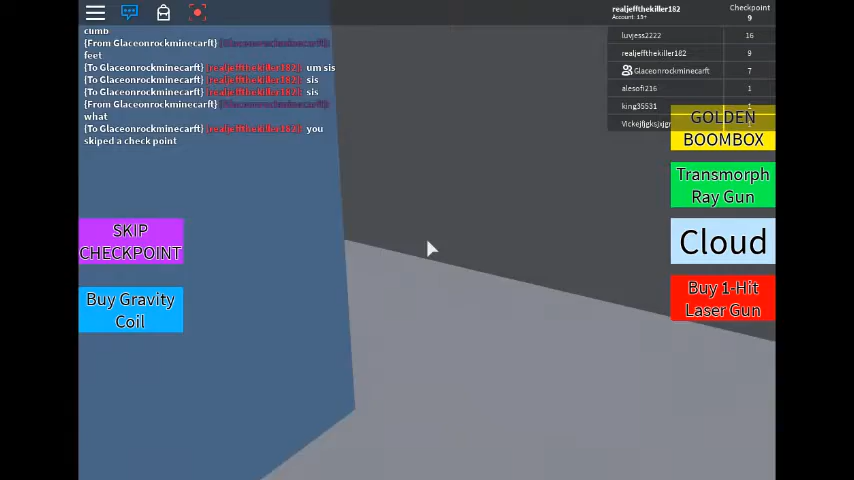 climb
{From Glaceonrockminecarft} [Glaceonrockminecarft]:
feet
{To Glaceonrockminecarft} [realjeffthekiller182]: um sis
{To Glaceonrockminecarft} [realjeffthekiller182]: sis
{To Glaceonrockminecarft} [realjeffthekiller182]: sis
{From Glaceonrockminecarft} [Glaceonrockminecarft]:
what
{To Glaceonrockminecarft} [realjeffthekiller182]: you
skiped a check point
SKIP
CHECKPOINT
Buy Gravity
Coil
realjeffthekiller182
Account: 13+
Checkpoint
9
luvjess2222 16
realjeffthekiller182 9
Glaceonrockminecarft 7
alesofi216 1
king35531 1
GOLDEN
BOOMBOX
Transmorph
Ray Gun
Cloud
Buy 1-Hit
Laser Gun